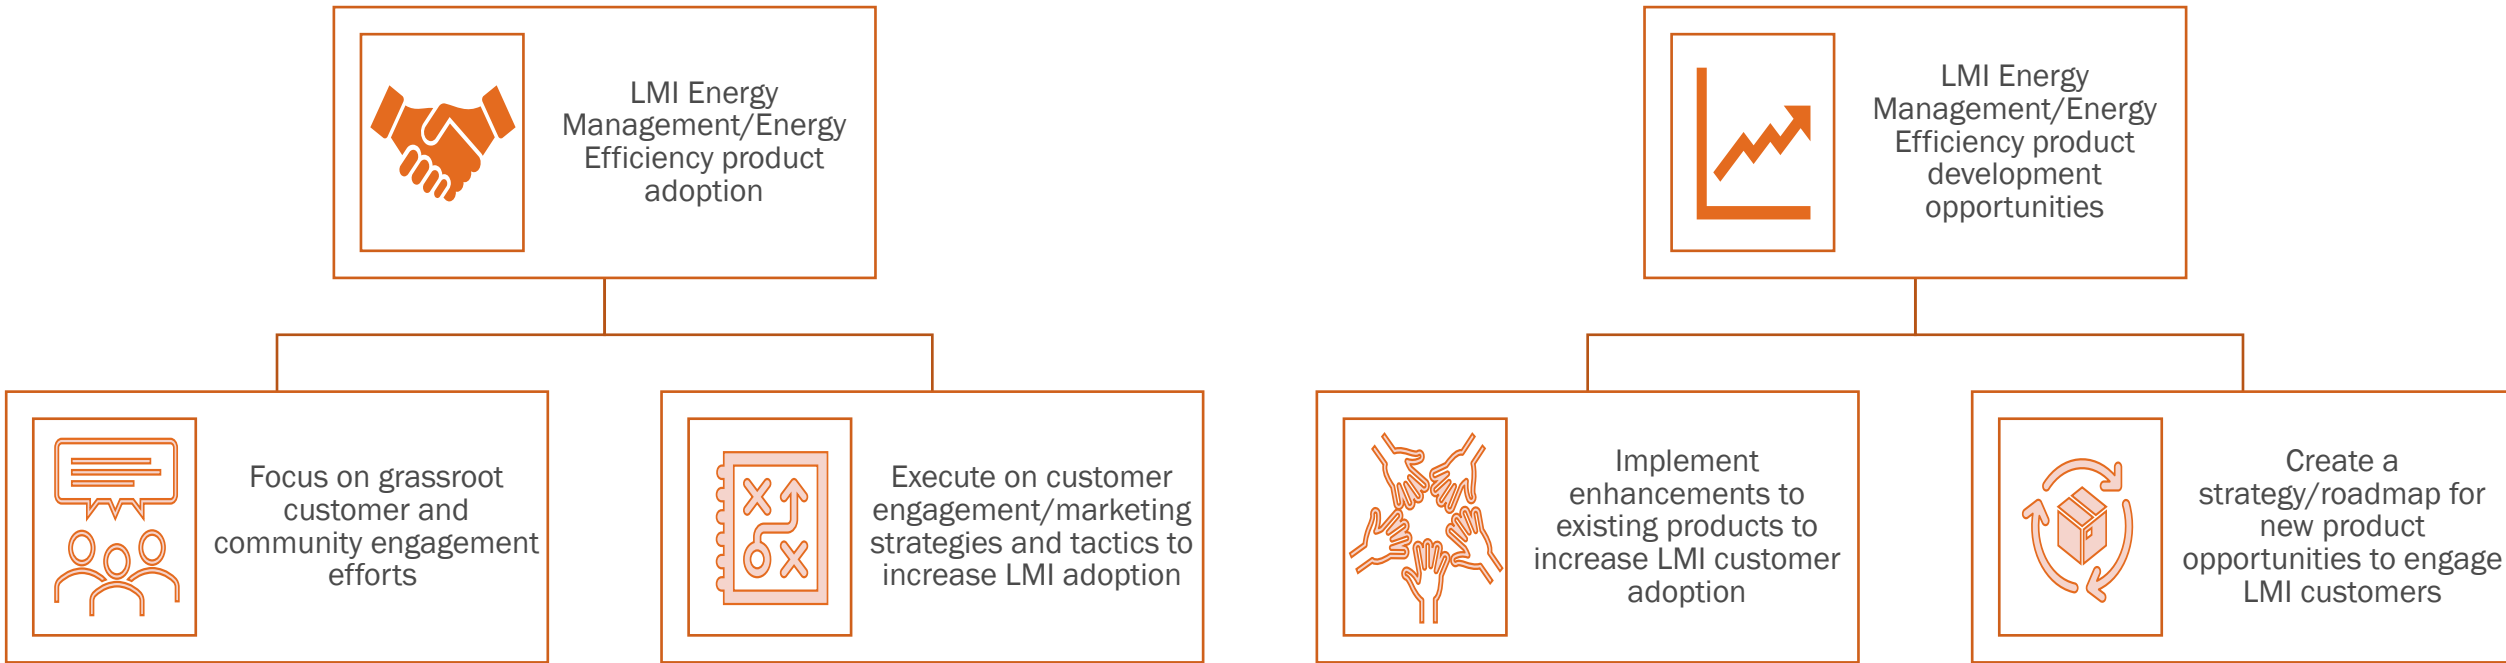 LMI Energy
Management/Energy
Efficiency product
adoption
LMI Energy
Management/Energy
Efficiency product
development
opportunities
Focus on grassroot
customer and
community engagement
efforts
Execute on customer
engagement/marketing
strategies and tactics to
increase LMI adoption
Implement
enhancements to
existing products to
increase LMI customer
adoption
Create a
strategy/roadmap for
new product
opportunities to engage
LMI customers